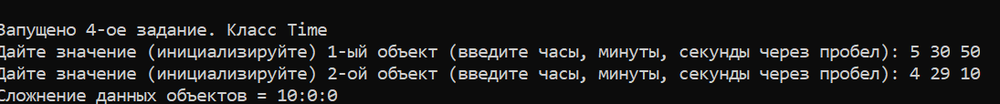 Запущено 4-ое задание. Класс Time
Дайте значение (инициализируйте) 1-ый объект (введите часы, минуты, секунды через пробел): 5 30 50
Дайте значение (инициализируйте) 2-ой объект (введите часы, минуты, секунды через пробел): 4 29 10
Сложнение данных объектов = 10:0:0